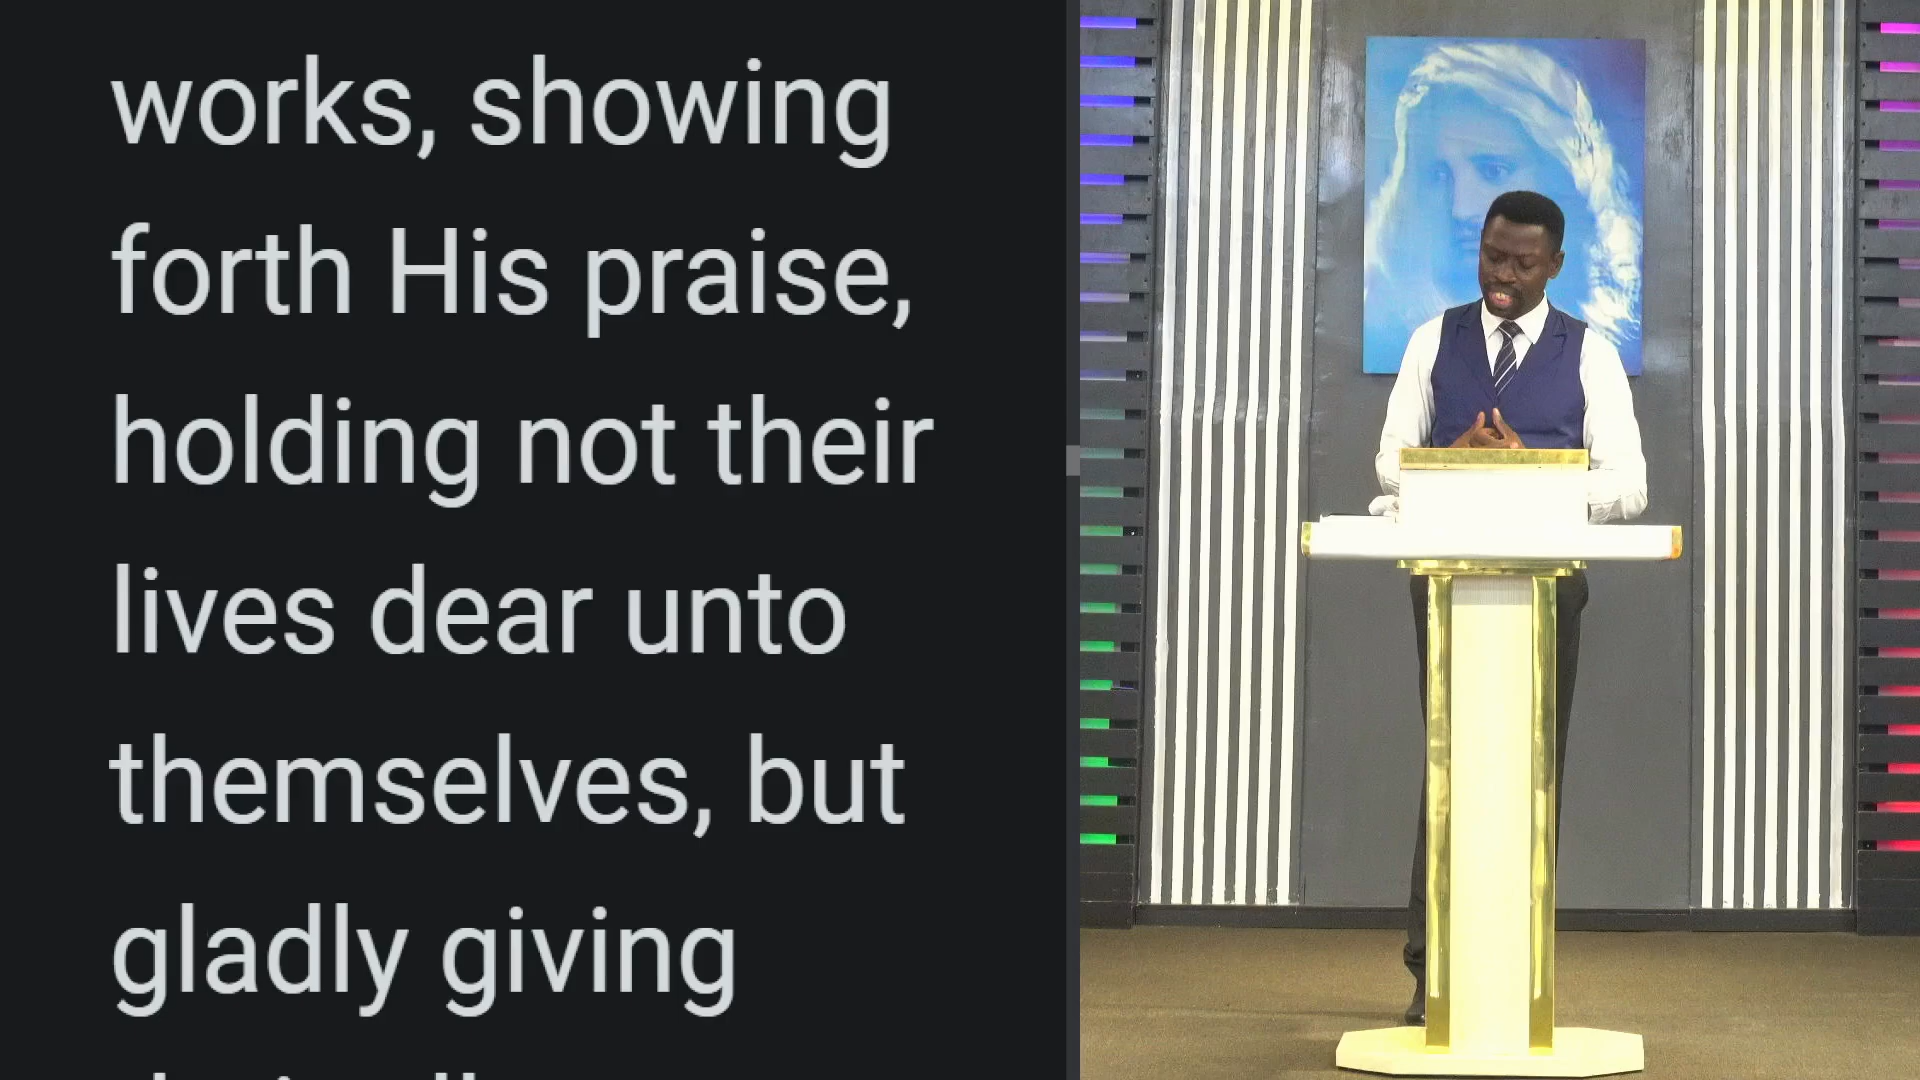 works, showing
forth His praise,
holding not their
lives dear unto
themselves, but
gladly giving